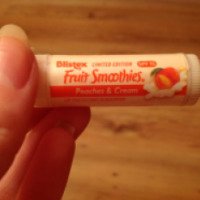 Blistex LIMITED EDITION SPF 15
Fruit Smoothies
Peaches & Cream